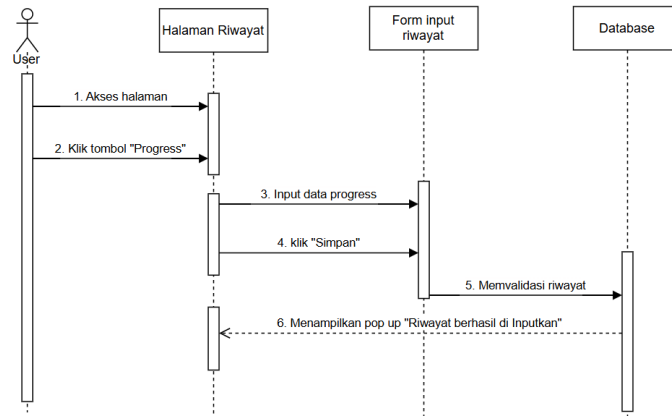 User
Halaman Riwayat
Form input
riwayat
Database
1. Akses halaman
2. Klik tombol "Progress"
3. Input data progress
4. klik "Simpan"
5. Memvalidasi riwayat
6. Menampilkan pop up "Riwayat berhasil di Inputkan"